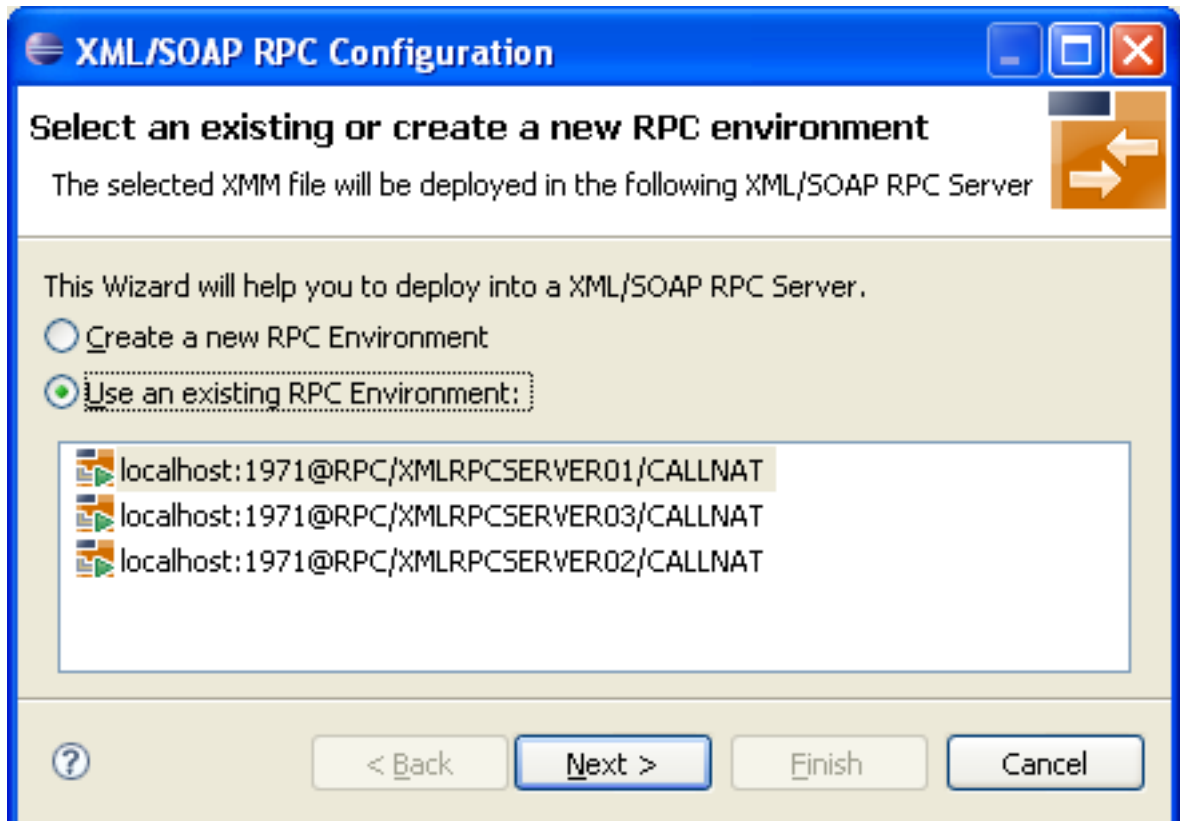 XML/SOAP RPC Configuration
Select an existing or create a new RPC environment
The selected XMM file will be deployed in the following XML/SOAP RPC Server
This Wizard will help you to deploy into a XML/SOAP RPC Server.
Create a new RPC Environment
Use an existing RPC Environment:
localhost:1971@RPC/XMLRPCSERVER01/CALLNAT
localhost:1971@RPC/XMLRPCSERVER03/CALLNAT
localhost:1971@RPC/XMLRPCSERVER02/CALLNAT
? < Back Next > Finish Cancel